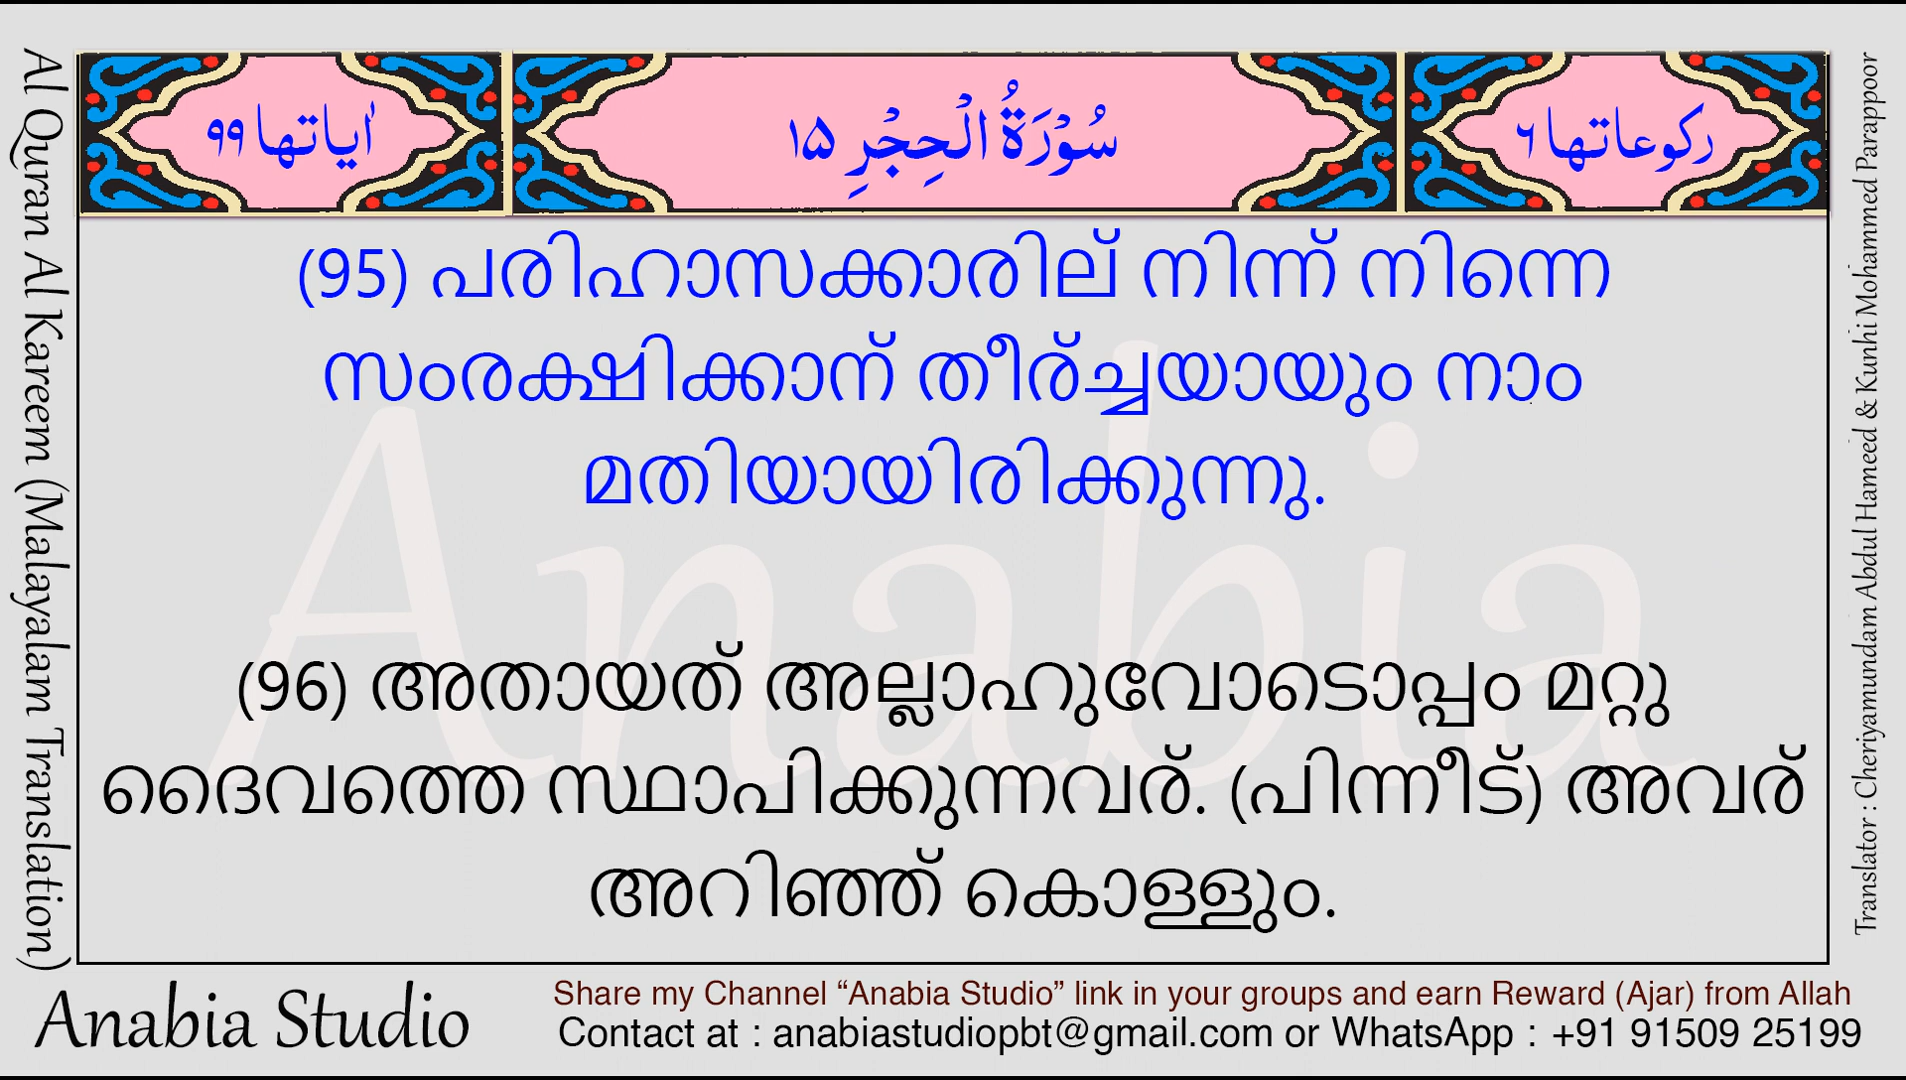 اٰياتها ٩٩
سُوْرَةُ الْحِجْرِ ١٥
ركوعاتها ٦
Al Quran Al Kareem (Malayalam Translation)
Translator : Cheriyamundam Abdul Hameed & Kunhi Mohammed Parappoor
(95) പരിഹാസക്കാരില് നിന്ന് നിന്നെ
സംരക്ഷിക്കാന് തീര്ച്ചയായും നാം
മതിയായിരിക്കുന്നു.
(96) അതായത് അല്ലാഹുവോടൊപ്പം മറ്റു
ദൈവത്തെ സ്ഥാപിക്കുന്നവര്. (പിന്നീട്) അവര്
അറിഞ്ഞ് കൊള്ളും.
Anabia
Anabia Studio
Share my Channel “Anabia Studio” link in your groups and earn Reward (Ajar) from Allah
Contact at : anabiastudiopbt@gmail.com or WhatsApp : +91 91509 25199